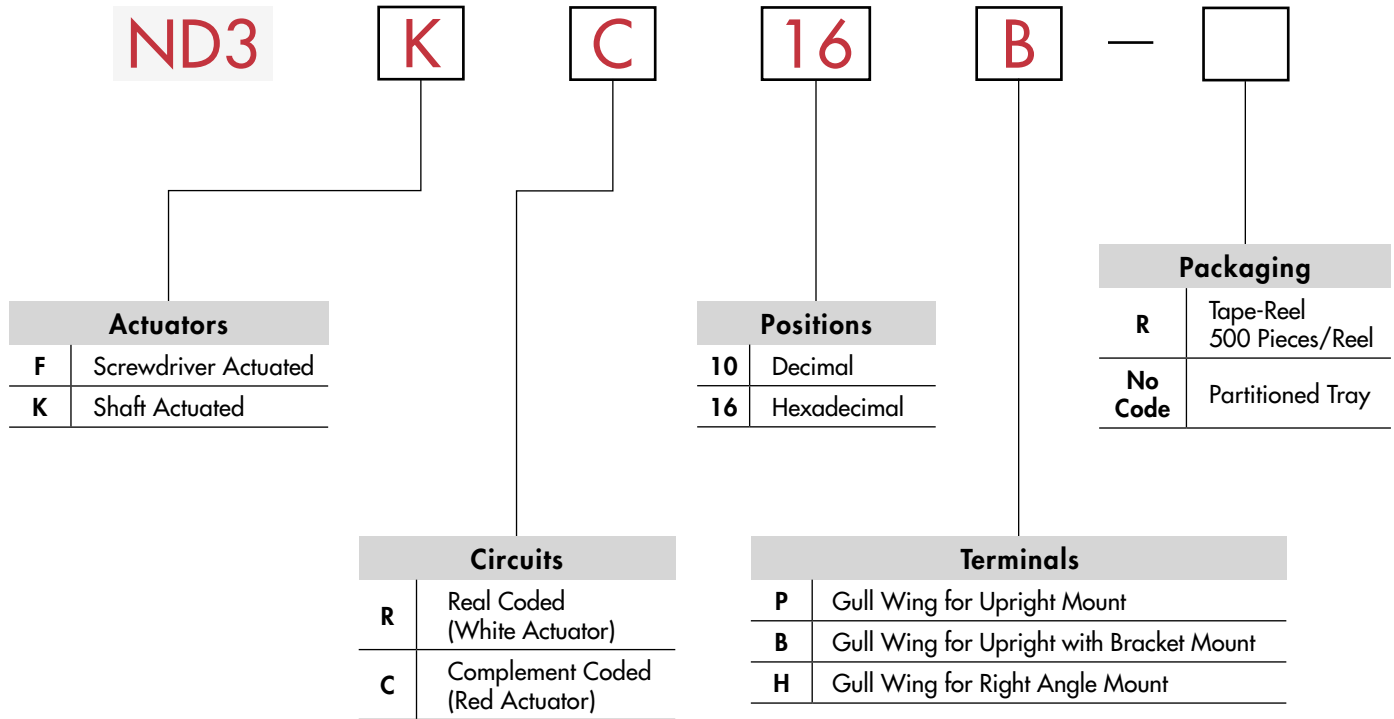 ND3 K C 16 B —
Packaging
R Tape-Reel
500 Pieces/Reel
No
Code Partitioned Tray
Actuators
F Screwdriver Actuated
K Shaft Actuated
Positions
10 Decimal
16 Hexadecimal
Circuits
R Real Coded
(White Actuator)
C Complement Coded
(Red Actuator)
Terminals
P Gull Wing for Upright Mount
B Gull Wing for Upright with Bracket Mount
H Gull Wing for Right Angle Mount